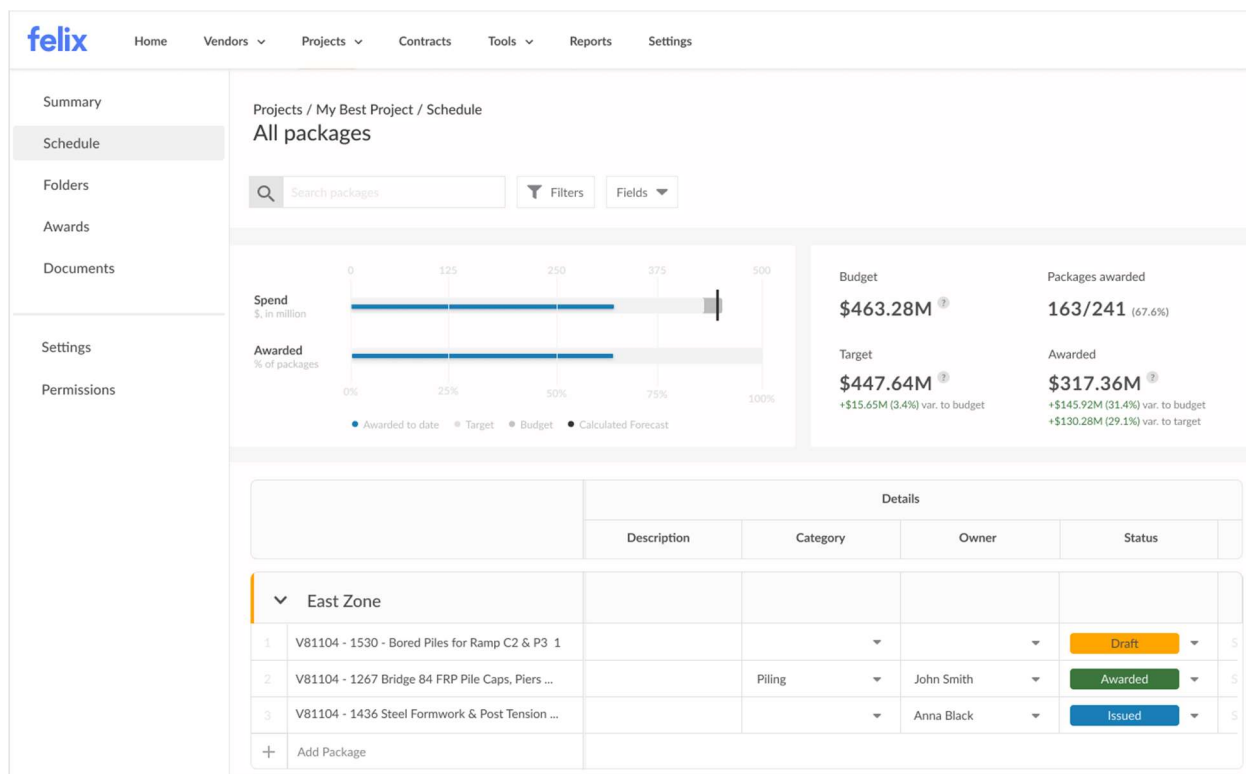 felix
Home Vendors Projects Contracts Tools Reports Settings
Summary
Schedule
Folders
Awards
Documents
Settings
Permissions
Projects / My Best Project / Schedule
All packages
Search packages
Filters
Fields
0 125 250 375 500
Spend
$, in million
Awarded
% of packages
0% 25% 50% 75% 100%
Awarded to date Target Budget Calculated Forecast
Budget
$463.28M ?
Packages awarded
163/241 (67.6%)
Target
$447.64M ?
+$15.65M (3.4%) var. to budget
Awarded
$317.36M ?
+$145.92M (31.4%) var. to budget
+$130.28M (29.1%) var. to target
Details
Description Category Owner Status
East Zone
1 V81104 - 1530 - Bored Piles for Ramp C2 & P3 1 Draft S
2 V81104 - 1267 Bridge 84 FRP Pile Caps, Piers ... Piling John Smith Awarded S
3 V81104 - 1436 Steel Formwork & Post Tension ... Anna Black Issued S
+ Add Package